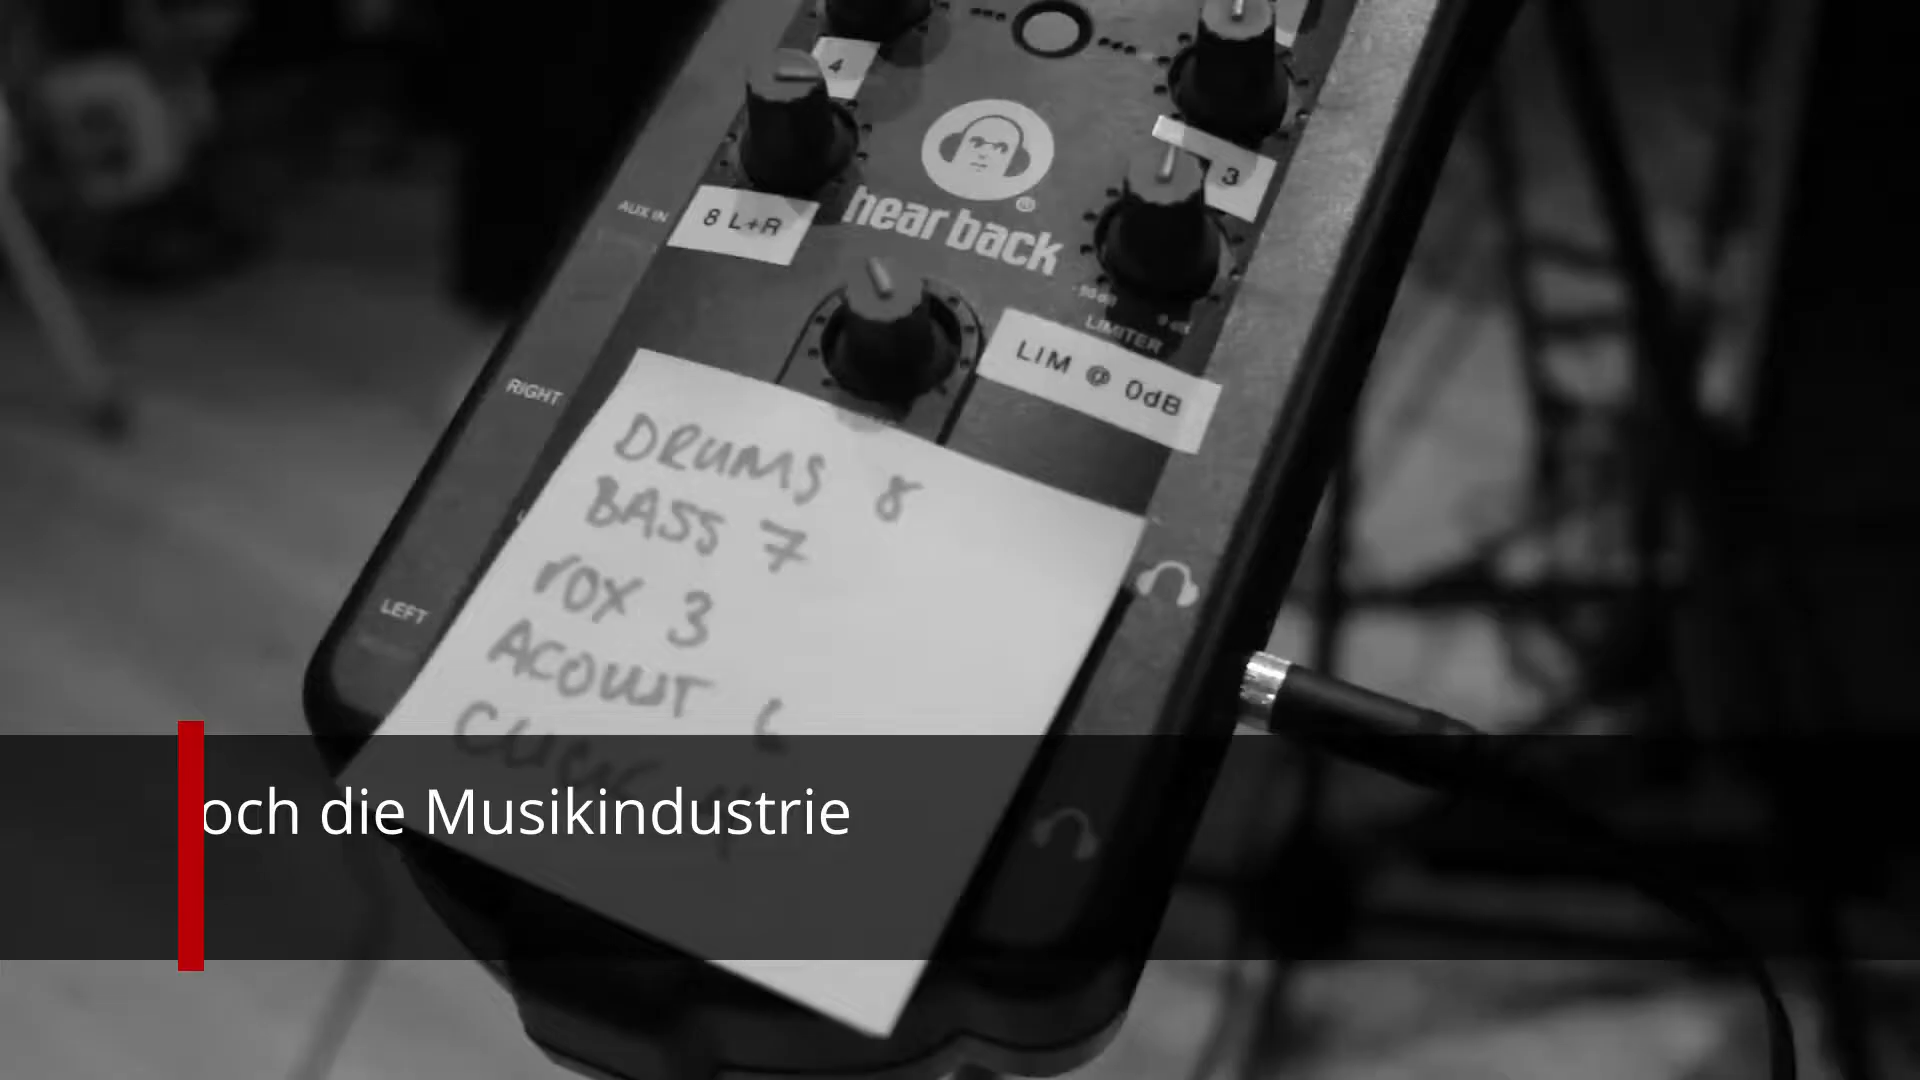 4
3
AUX IN
8 L+R
hear back
®
LIMITER
LIM @ 0dB
RIGHT
DRUMS 8
BASS 7
VOX 3
ACOUST 6
LEFT
CLICK
och die Musikindustrie